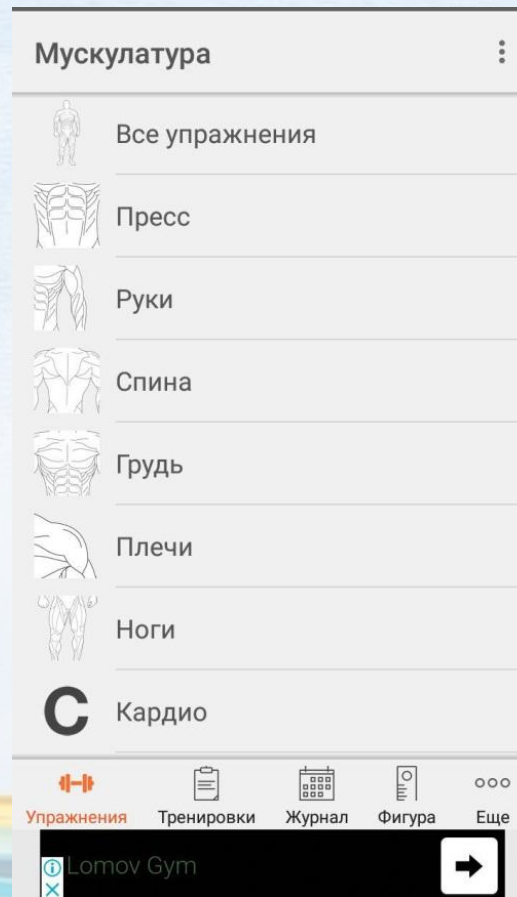 Мускулатура
Все упражнения
Пресс
Руки
Спина
Грудь
Плечи
Ноги
C
Кардио
Упражнения Тренировки Журнал Фигура Еще
Lomov Gym